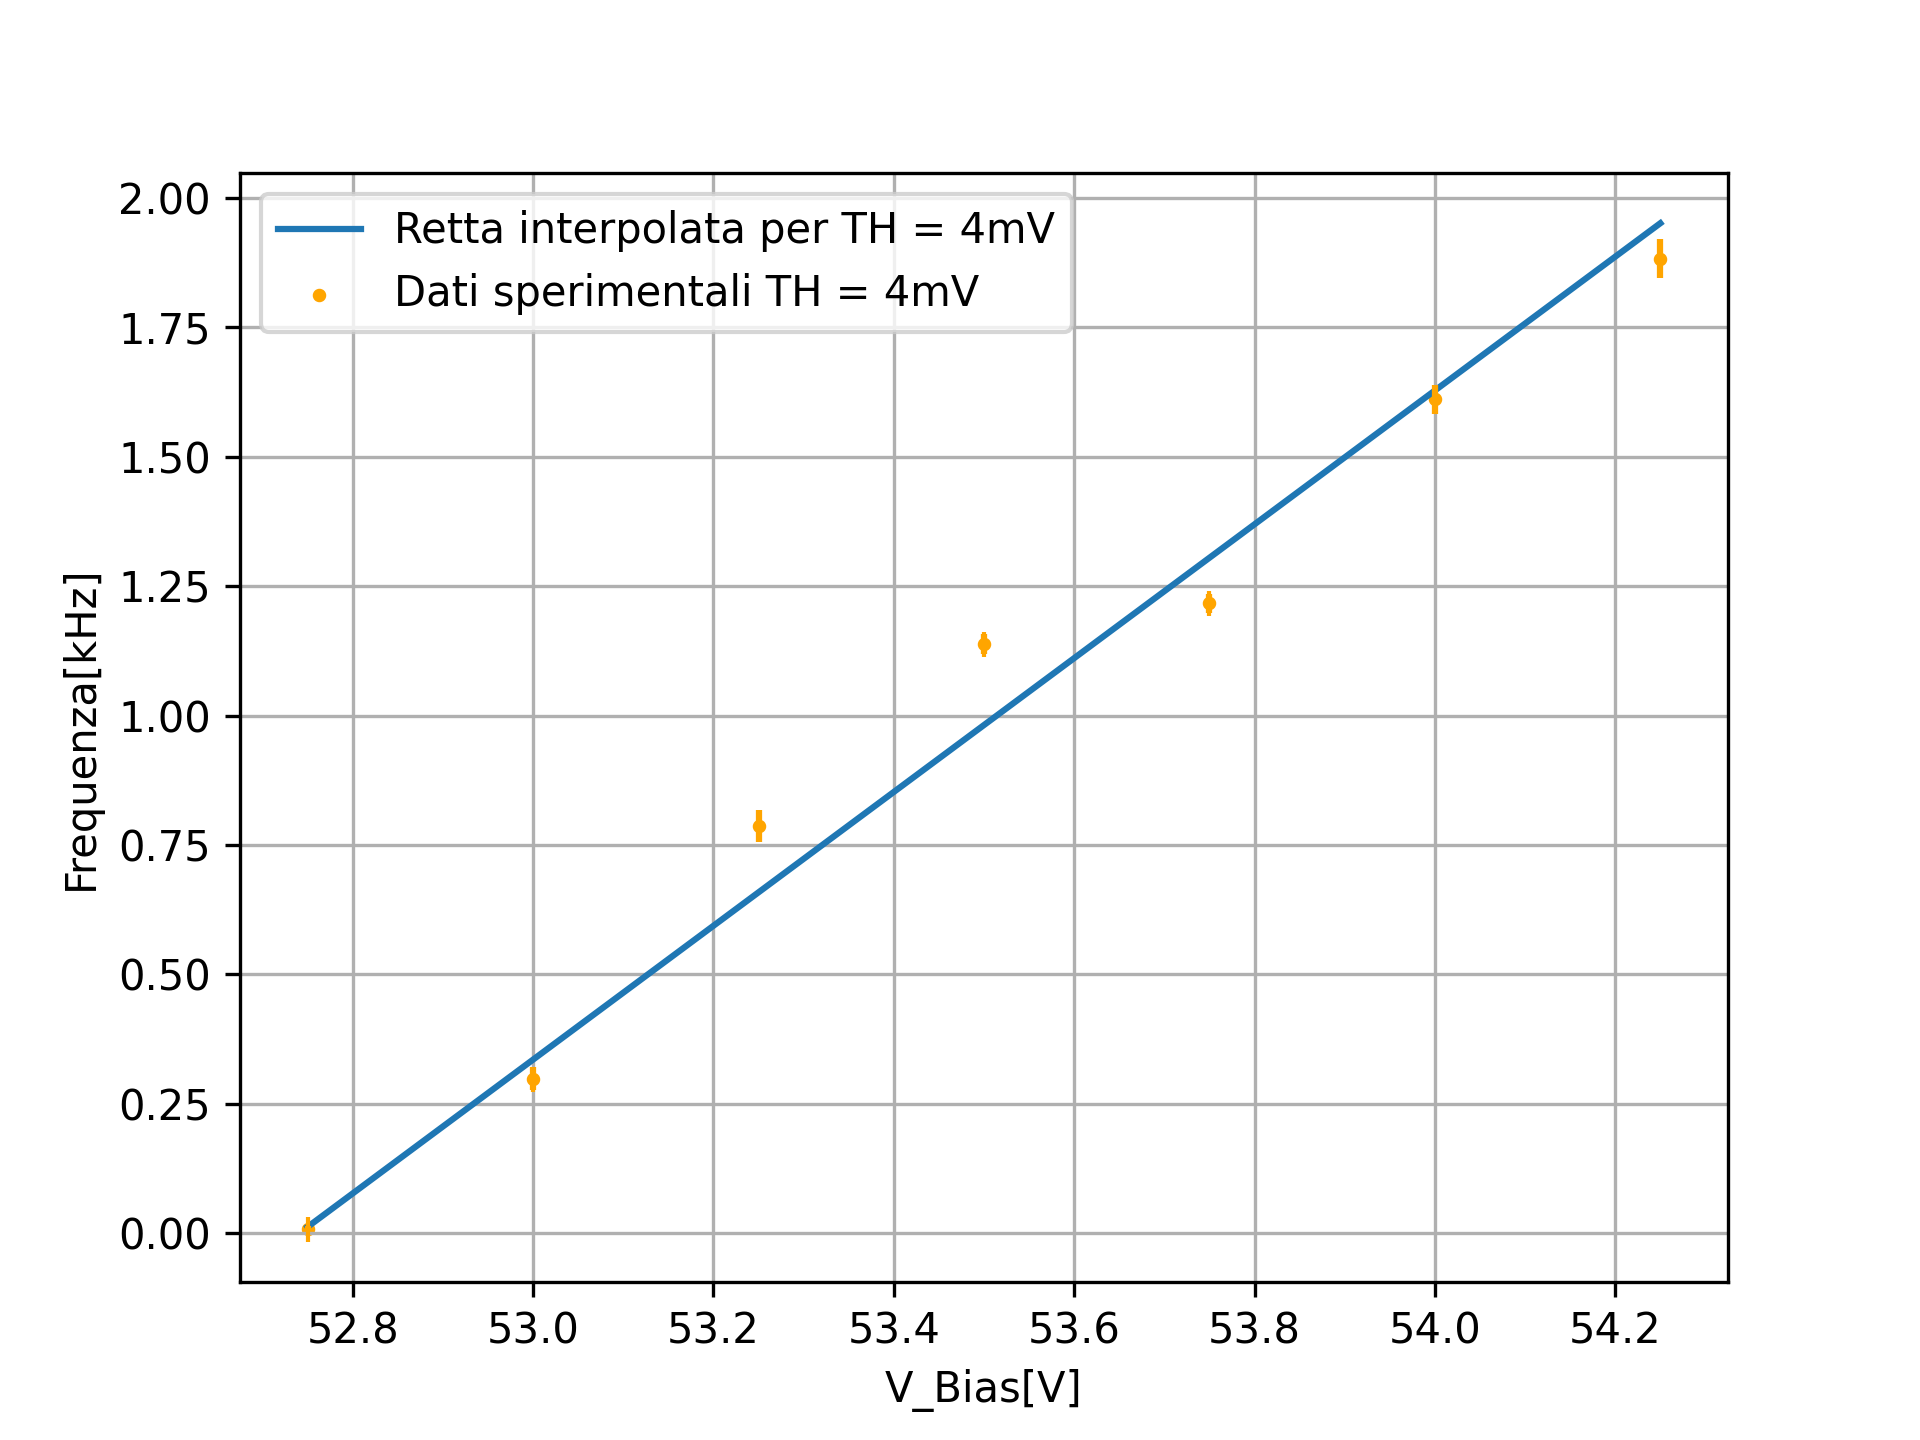 Retta interpolata per TH = 4mV
Dati sperimentali TH = 4mV
2.00
1.75
1.50
1.25
1.00
0.75
0.50
0.25
0.00
Frequenza[kHz]
52.8 53.0 53.2 53.4 53.6 53.8 54.0 54.2
V_Bias[V]